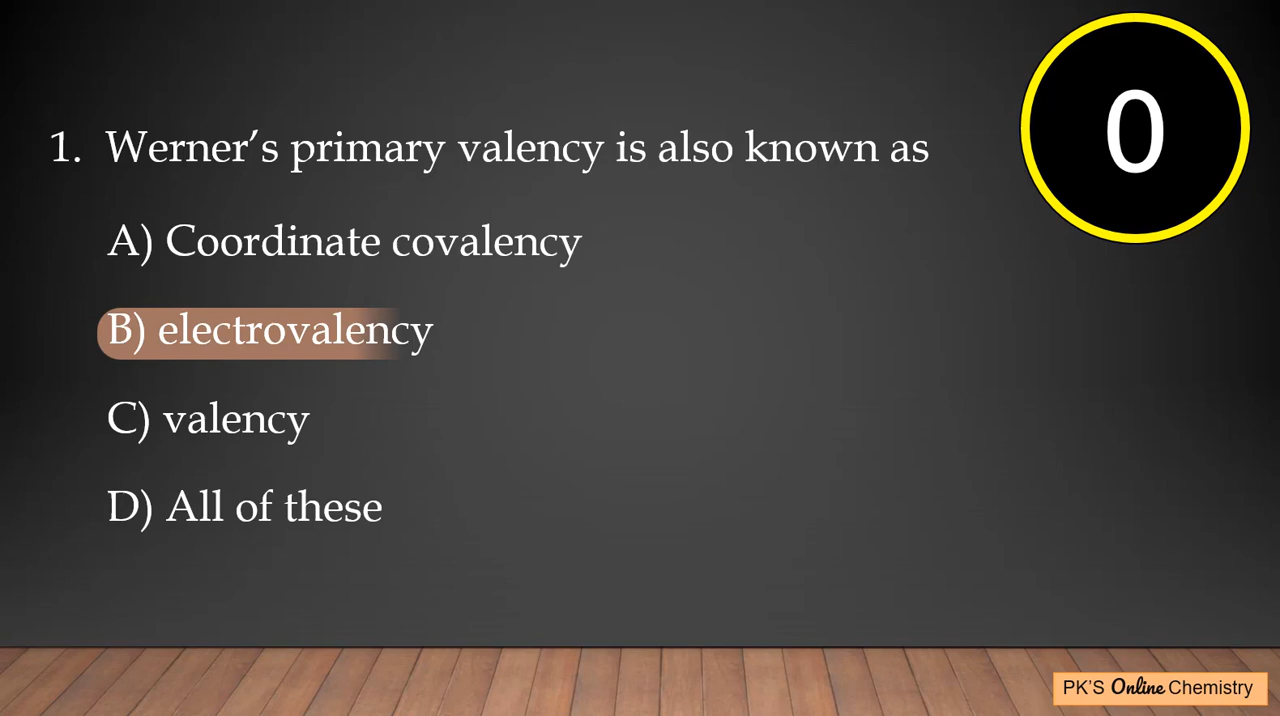 1. Werner’s primary valency is also known as
0
A) Coordinate covalency
B) electrovalency
C) valency
D) All of these
PK'S Online Chemistry